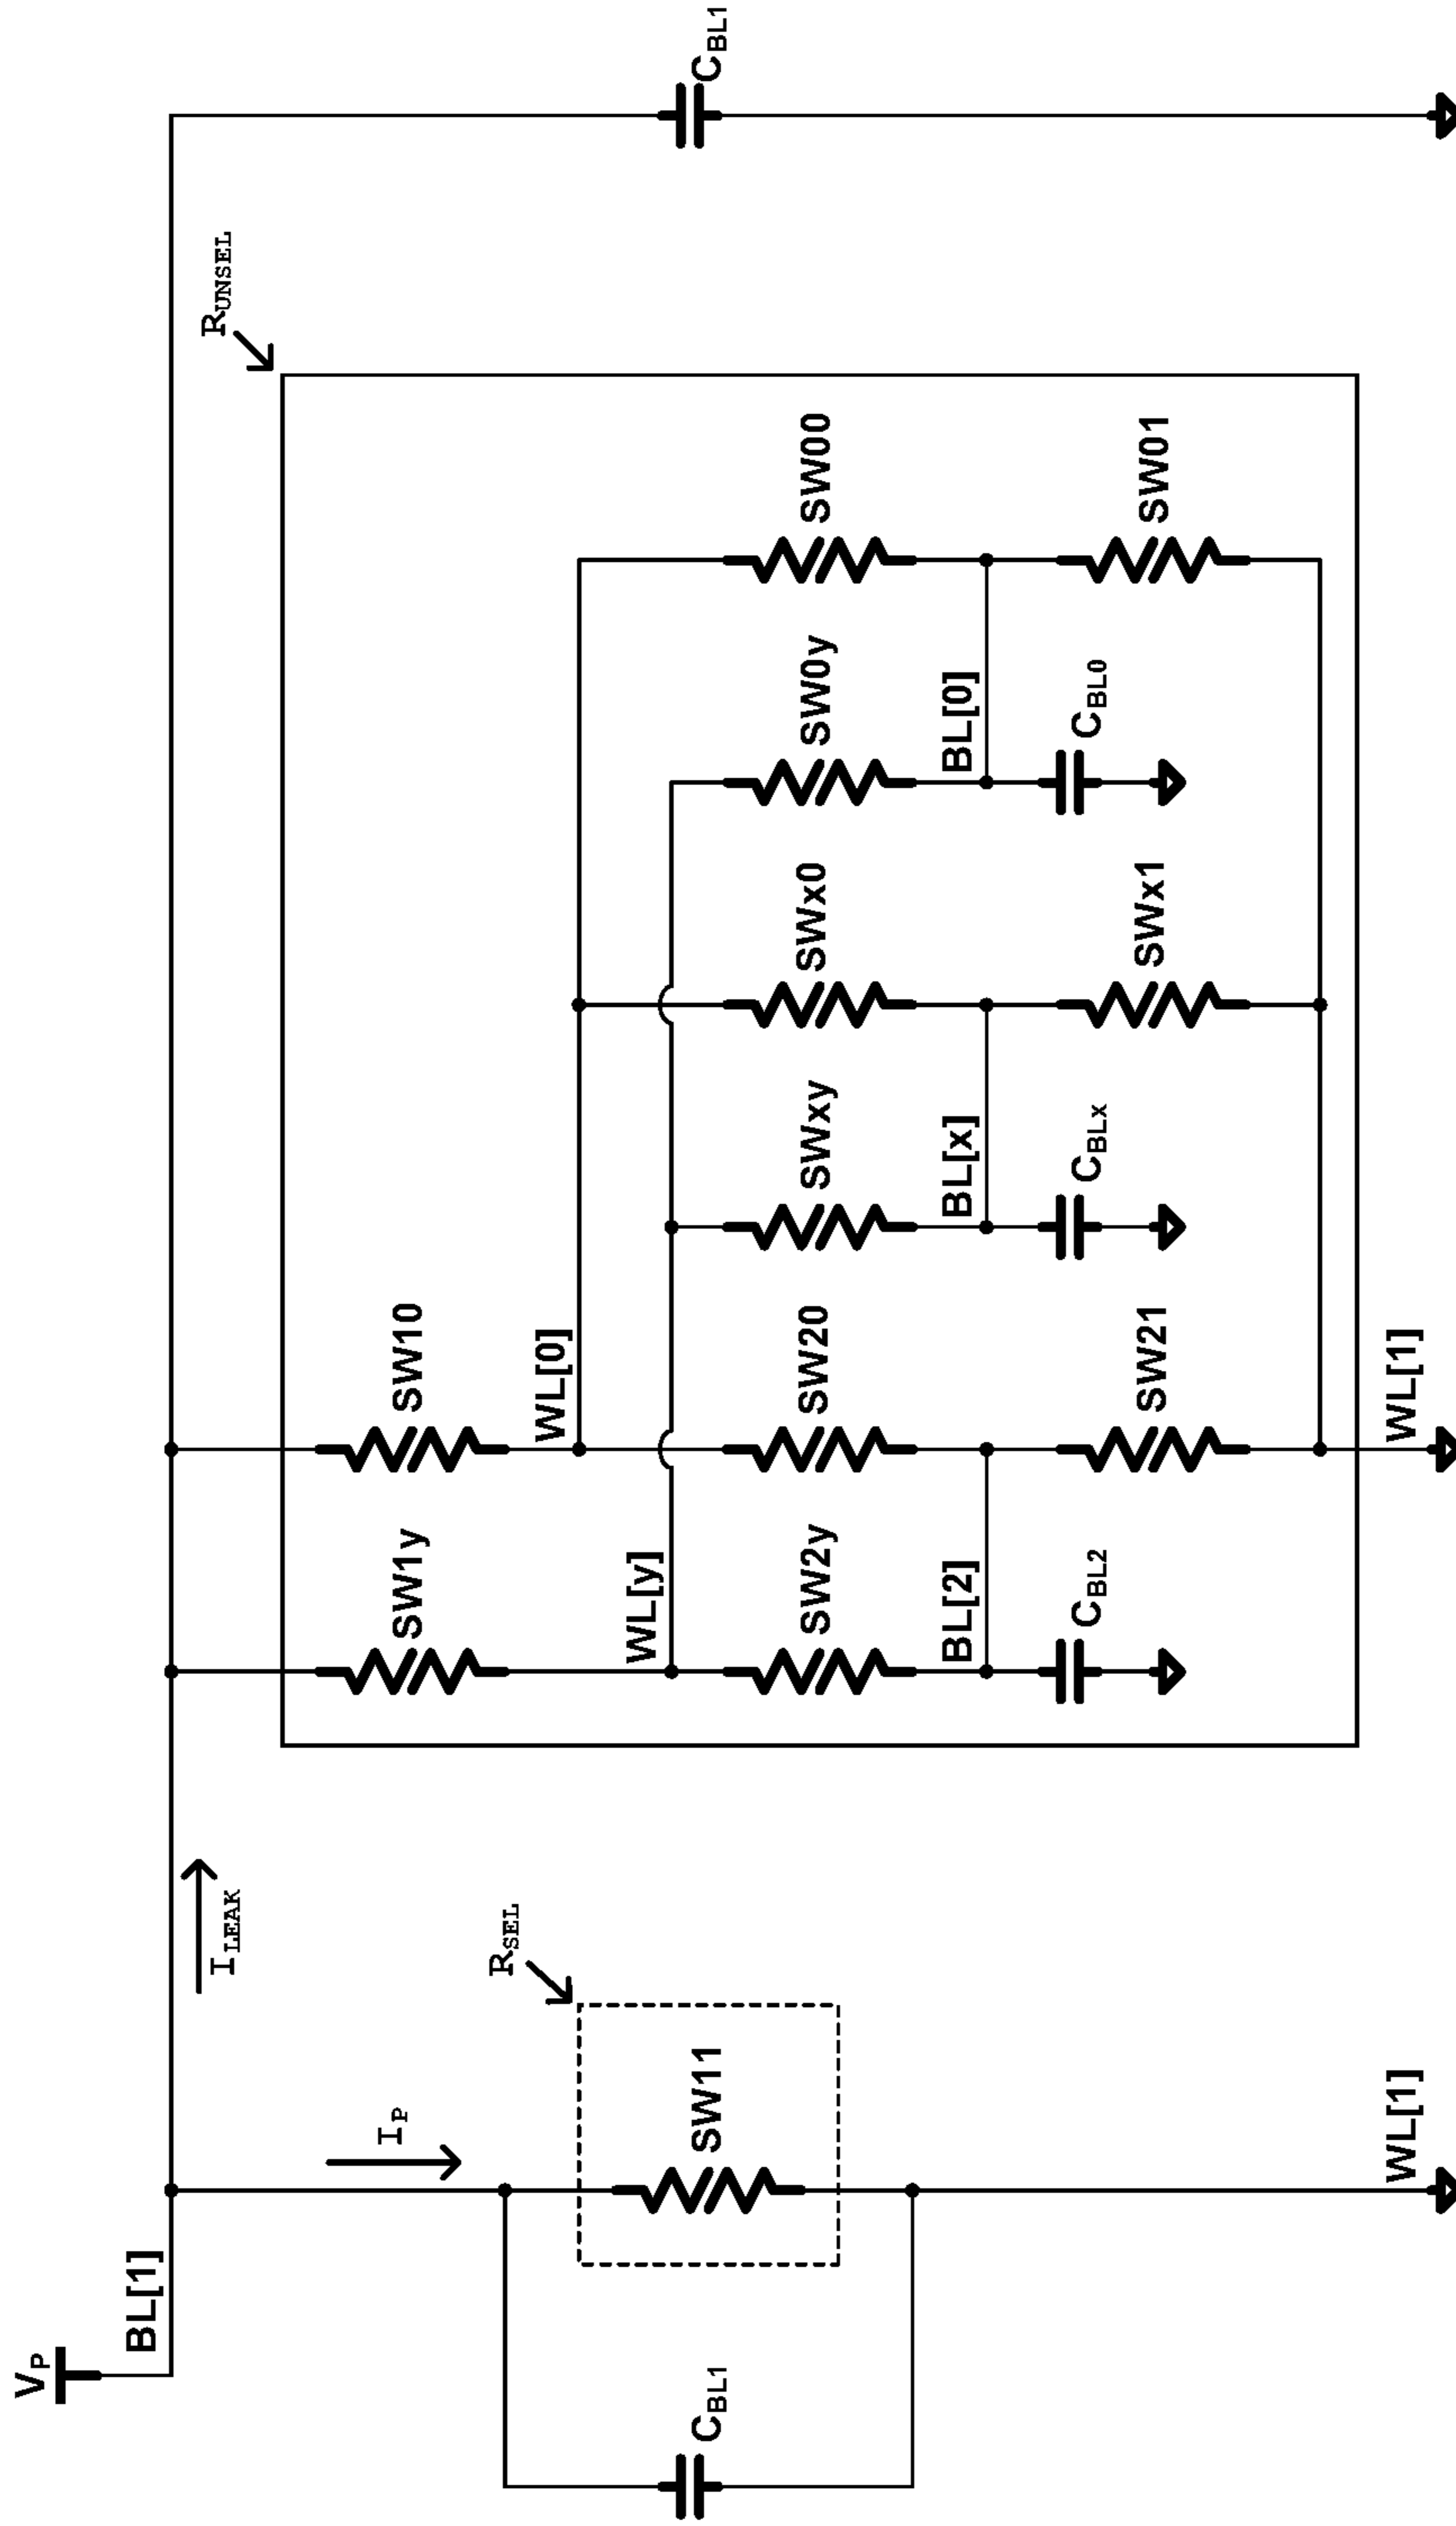 V_P
BL[1]
R_UNSEL
I_LEAK
I_P
SW1y
SW10
R_SEL
WL[0]
WL[y]
C_BL1
SW11
C_BL1
SW2y
SW20
SWxy
SWx0
SW0y
SW00
BL[2]
BL[x]
BL[0]
C_BL2
C_BLx
C_BL0
SW21
SWx1
SW01
WL[1]
WL[1]